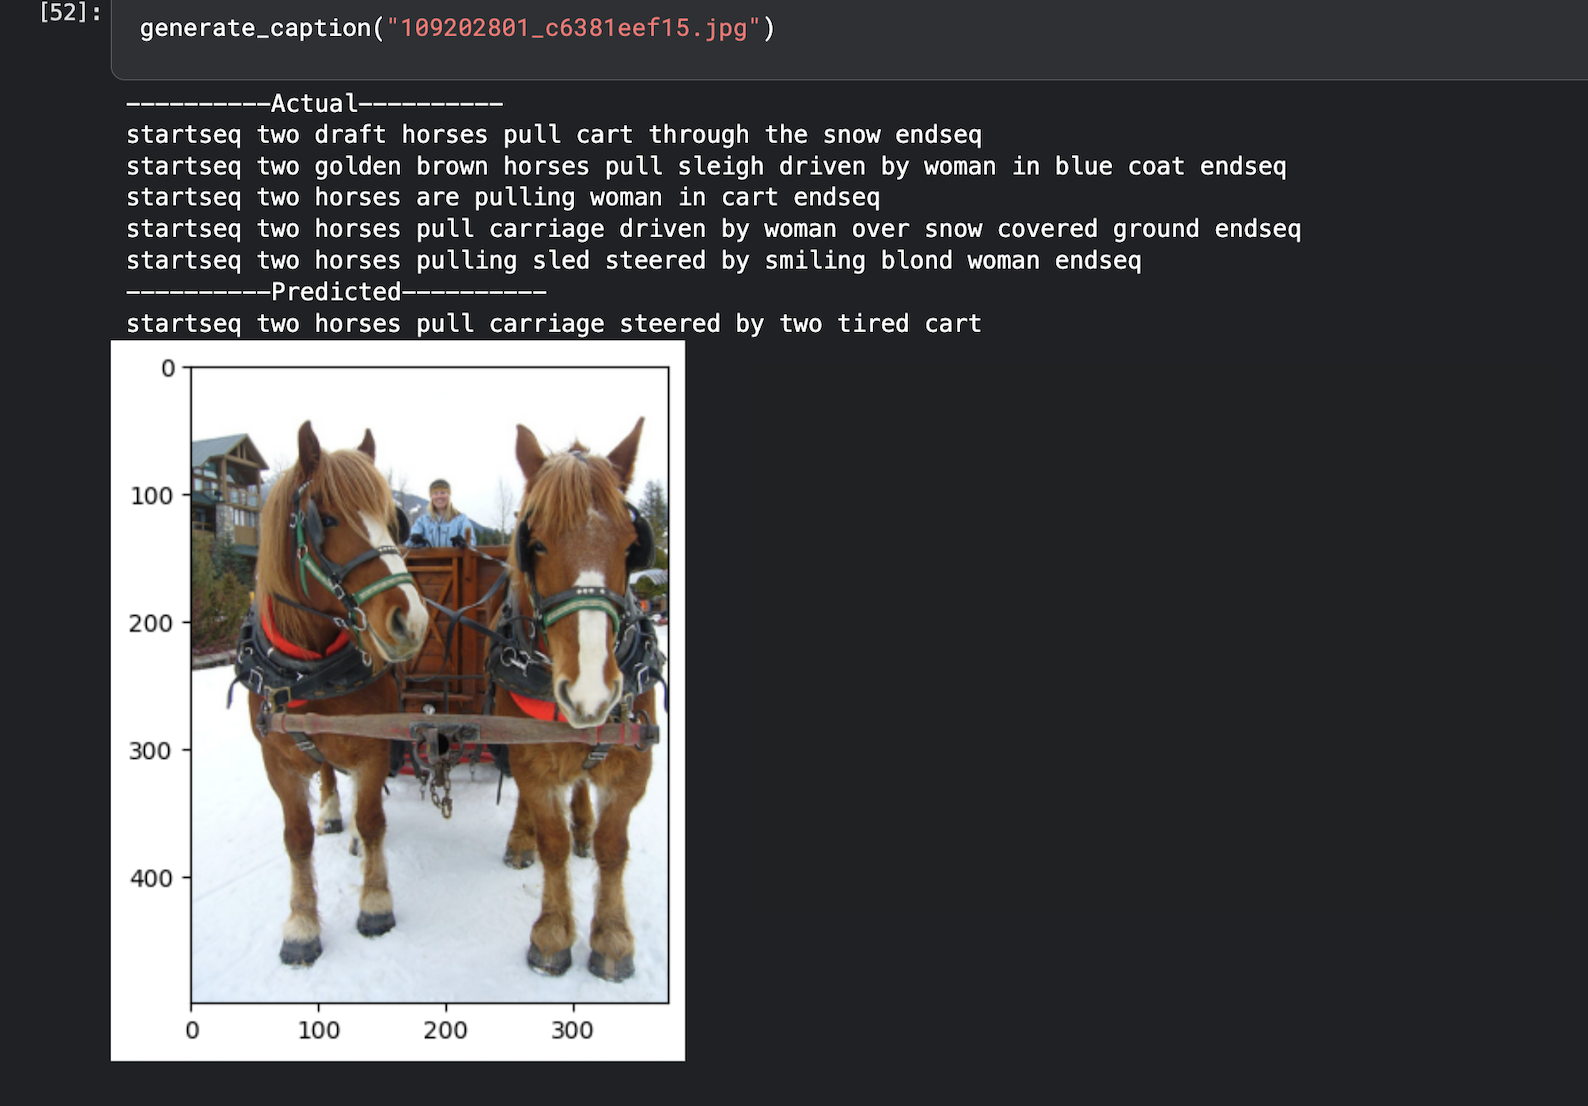 [52]:
generate_caption("109202801_c6381eef15.jpg")
----------Actual----------
startseq two draft horses pull cart through the snow endseq
startseq two golden brown horses pull sleigh driven by woman in blue coat endseq
startseq two horses are pulling woman in cart endseq
startseq two horses pull carriage driven by woman over snow covered ground endseq
startseq two horses pulling sled steered by smiling blond woman endseq
----------Predicted----------
startseq two horses pull carriage steered by two tired cart
0
100
200
300
400
0 100 200 300